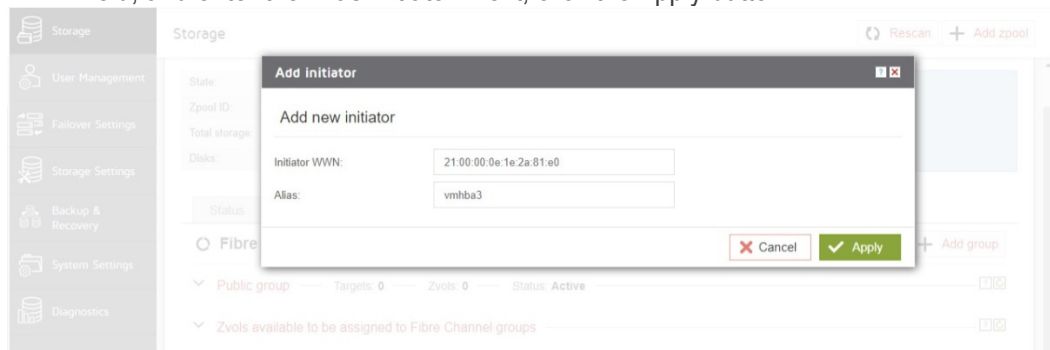 Storage
User Management
Failover Settings
Storage Settings
Backup &
Recovery
System Settings
Diagnostics
Storage
Rescan
Add zpool
State:
Zpool ID:
Total storage:
Disks:
Status
Add initiator
Add new initiator
Initiator WWN:
21:00:00:0e:1e:2a:81:e0
Alias:
vmhba3
Cancel
Apply
Fibre
Add group
Public group Targets: 0 Zvols: 0 Status: Active
Zvols available to be assigned to Fibre Channel groups